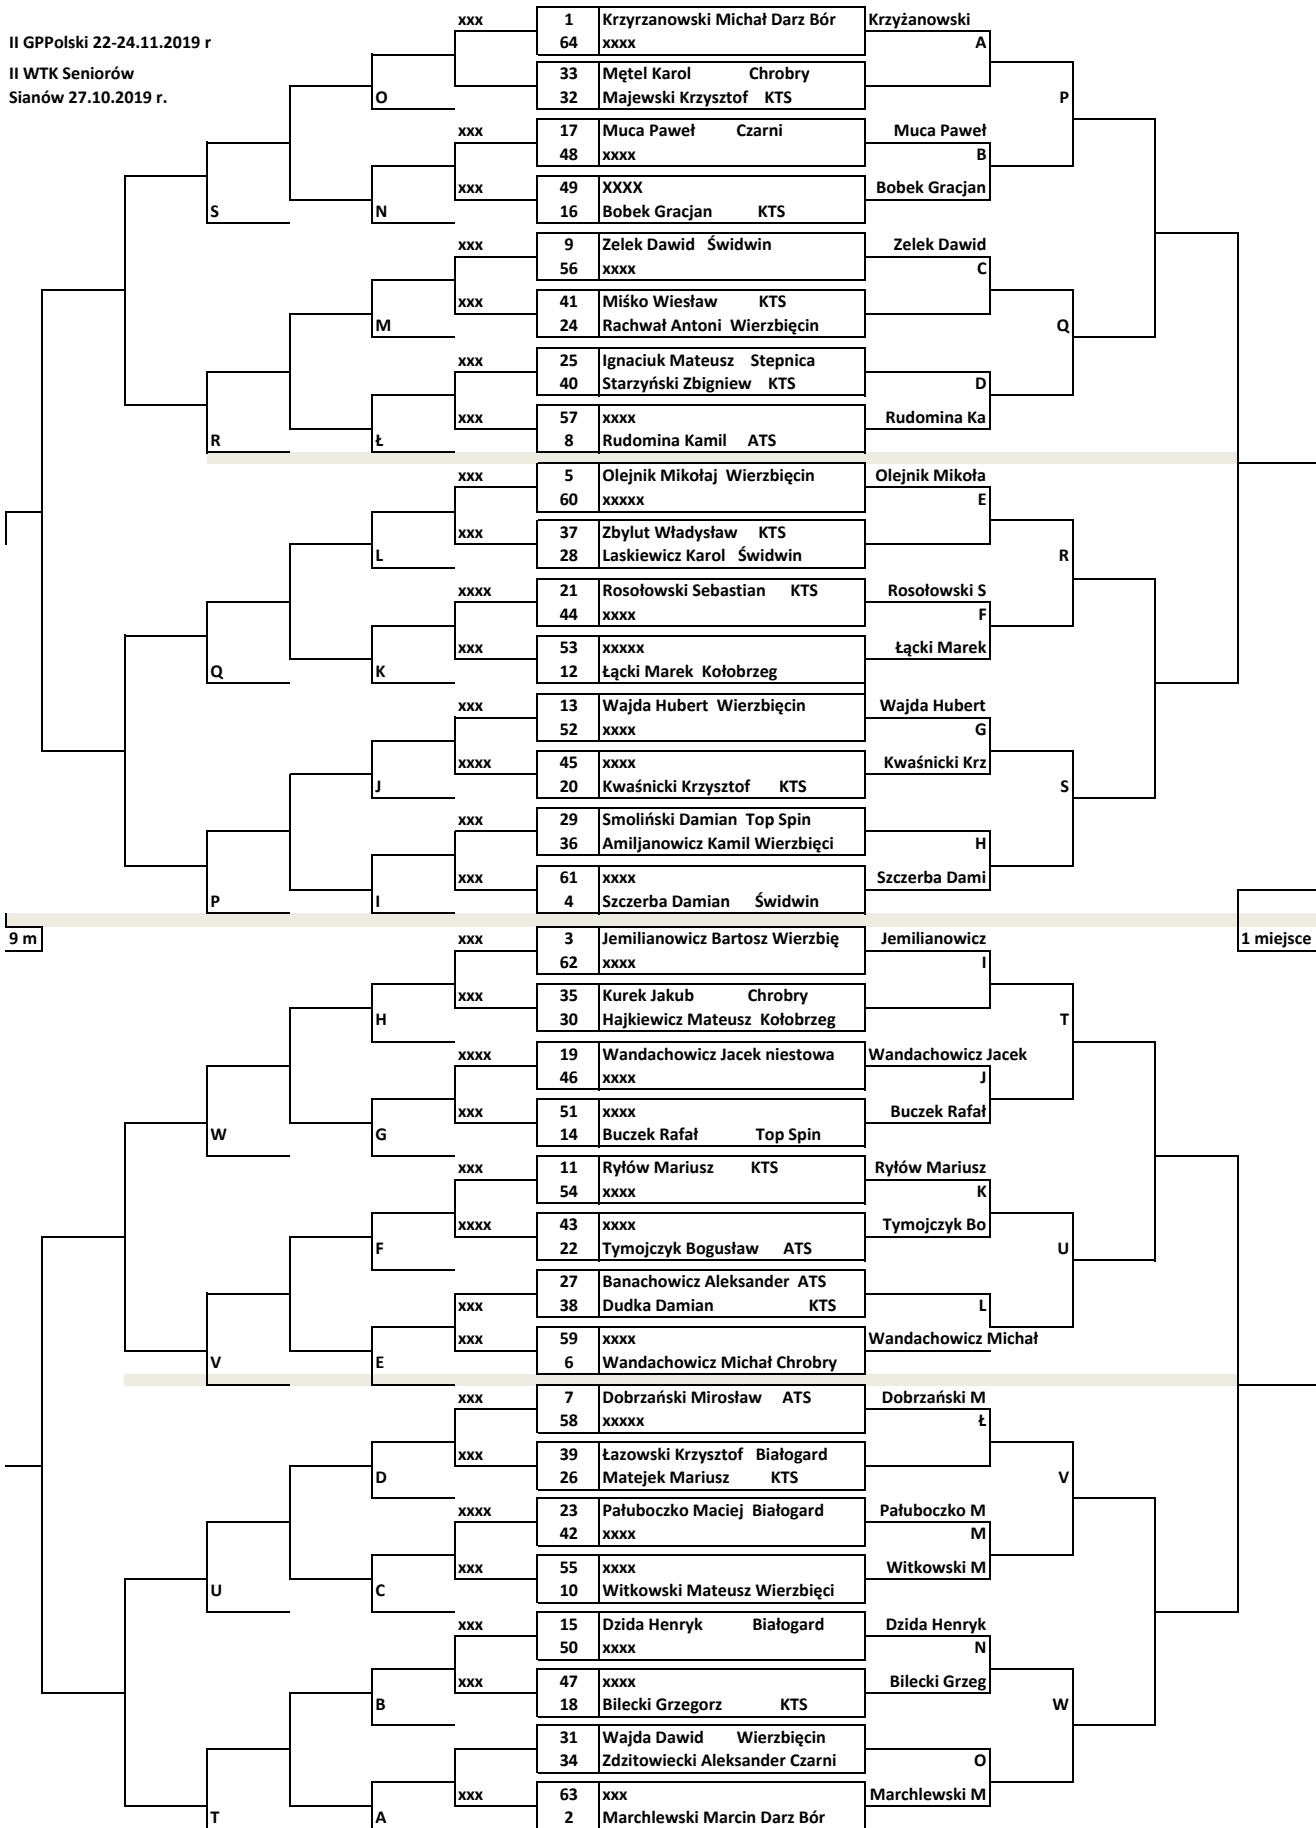 xxx 1 Krzyrzanowski Michał Darz Bór Krzyżanowski
II GPPolski 22-24.11.2019 r 64 xxxx A
II WTK Seniorów 33 Mętel Karol Chrobry
Sianów 27.10.2019 r. O 32 Majewski Krzysztof KTS P
xxx 17 Muca Paweł Czarni Muca Paweł
48 xxxx B
xxx 49 XXXX Bobek Gracjan
S N 16 Bobek Gracjan KTS
xxx 9 Zelek Dawid Świdwin Zelek Dawid
56 xxxx C
xxx 41 Miśko Wiesław KTS
M 24 Rachwał Antoni Wierzbięcin Q
xxx 25 Ignaciuk Mateusz Stepnica
40 Starzyński Zbigniew KTS D
xxx 57 xxxx Rudomina Ka
R Ł 8 Rudomina Kamil ATS
xxx 5 Olejnik Mikołaj Wierzbięcin Olejnik Mikoła
60 xxxxx E
xxx 37 Zbylut Władysław KTS
L 28 Laskiewicz Karol Świdwin R
xxxx 21 Rosołowski Sebastian KTS Rosołowski S
44 xxxx F
xxx 53 xxxxx Łącki Marek
Q K 12 Łącki Marek Kołobrzeg
xxx 13 Wajda Hubert Wierzbięcin Wajda Hubert
52 xxxx G
xxxx 45 xxxx Kwaśnicki Krz
J 20 Kwaśnicki Krzysztof KTS S
xxx 29 Smoliński Damian Top Spin
36 Amiljanowicz Kamil Wierzbięci H
xxx 61 xxxx Szczerba Dami
P I 4 Szczerba Damian Świdwin
9 m xxx 3 Jemilianowicz Bartosz Wierzbię Jemilianowicz 1 miejsce
62 xxxx I
xxx 35 Kurek Jakub Chrobry
H 30 Hajkiewicz Mateusz Kołobrzeg T
xxxx 19 Wandachowicz Jacek niestowa Wandachowicz Jacek
46 xxxx J
xxx 51 xxxx Buczek Rafał
W G 14 Buczek Rafał Top Spin
xxx 11 Ryłów Mariusz KTS Ryłów Mariusz
54 xxxx K
xxxx 43 xxxx Tymojczyk Bo
F 22 Tymojczyk Bogusław ATS U
27 Banachowicz Aleksander ATS
xxx 38 Dudka Damian KTS L
xxx 59 xxxx Wandachowicz Michał
V E 6 Wandachowicz Michał Chrobry
xxx 7 Dobrzański Mirosław ATS Dobrzański M
58 xxxxx Ł
xxx 39 Łazowski Krzysztof Białogard
D 26 Matejek Mariusz KTS V
xxxx 23 Pałuboczko Maciej Białogard Pałuboczko M
42 xxxx M
xxx 55 xxxx Witkowski M
U C 10 Witkowski Mateusz Wierzbięci
xxx 15 Dzida Henryk Białogard Dzida Henryk
50 xxxx N
xxx 47 xxxx Bilecki Grzeg
B 18 Bilecki Grzegorz KTS W
31 Wajda Dawid Wierzbięcin
34 Zdzitowiecki Aleksander Czarni O
xxx 63 xxx Marchlewski M
T A 2 Marchlewski Marcin Darz Bór